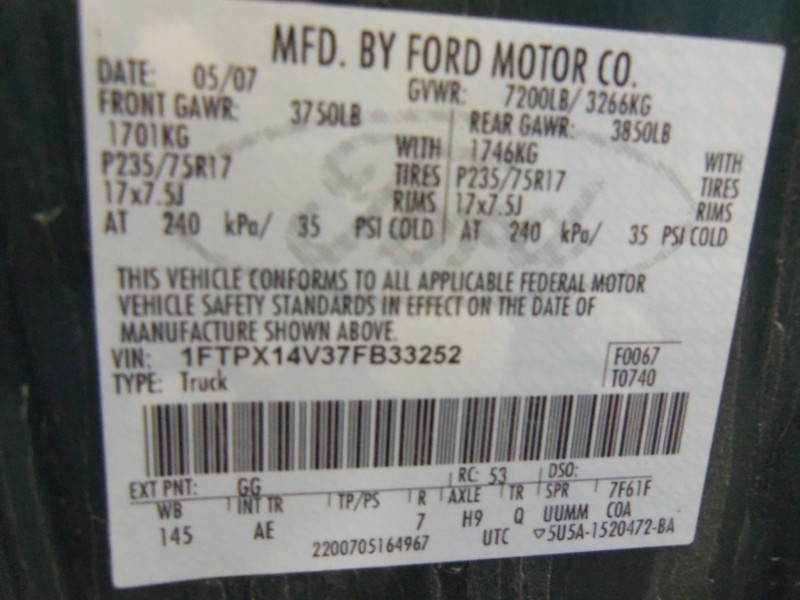 MFD. BY FORD MOTOR CO.
DATE: 05/07 GVWR: 7200LB/ 3266KG
FRONT GAWR: 3750LB REAR GAWR: 3850LB
1701KG WITH 1746KG WITH
P235/75R17 TIRES P235/75R17 TIRES
17x7.5J RIMS 17x7.5J RIMS
AT 240 kPa/ 35 PSI COLD AT 240 kPa/ 35 PSI COLD
THIS VEHICLE CONFORMS TO ALL APPLICABLE FEDERAL MOTOR
VEHICLE SAFETY STANDARDS IN EFFECT ON THE DATE OF
MANUFACTURE SHOWN ABOVE.
VIN: 1FTPX14V37FB33252 F0067
TYPE: Truck T0740
EXT PNT: GG RC: 53 DSO:
WB INT TR TP/PS R AXLE TR SPR 7F61F
145 AE 7 H9 Q UUMM COA
2200705164967 UTC ▽5U5A-1520472-BA